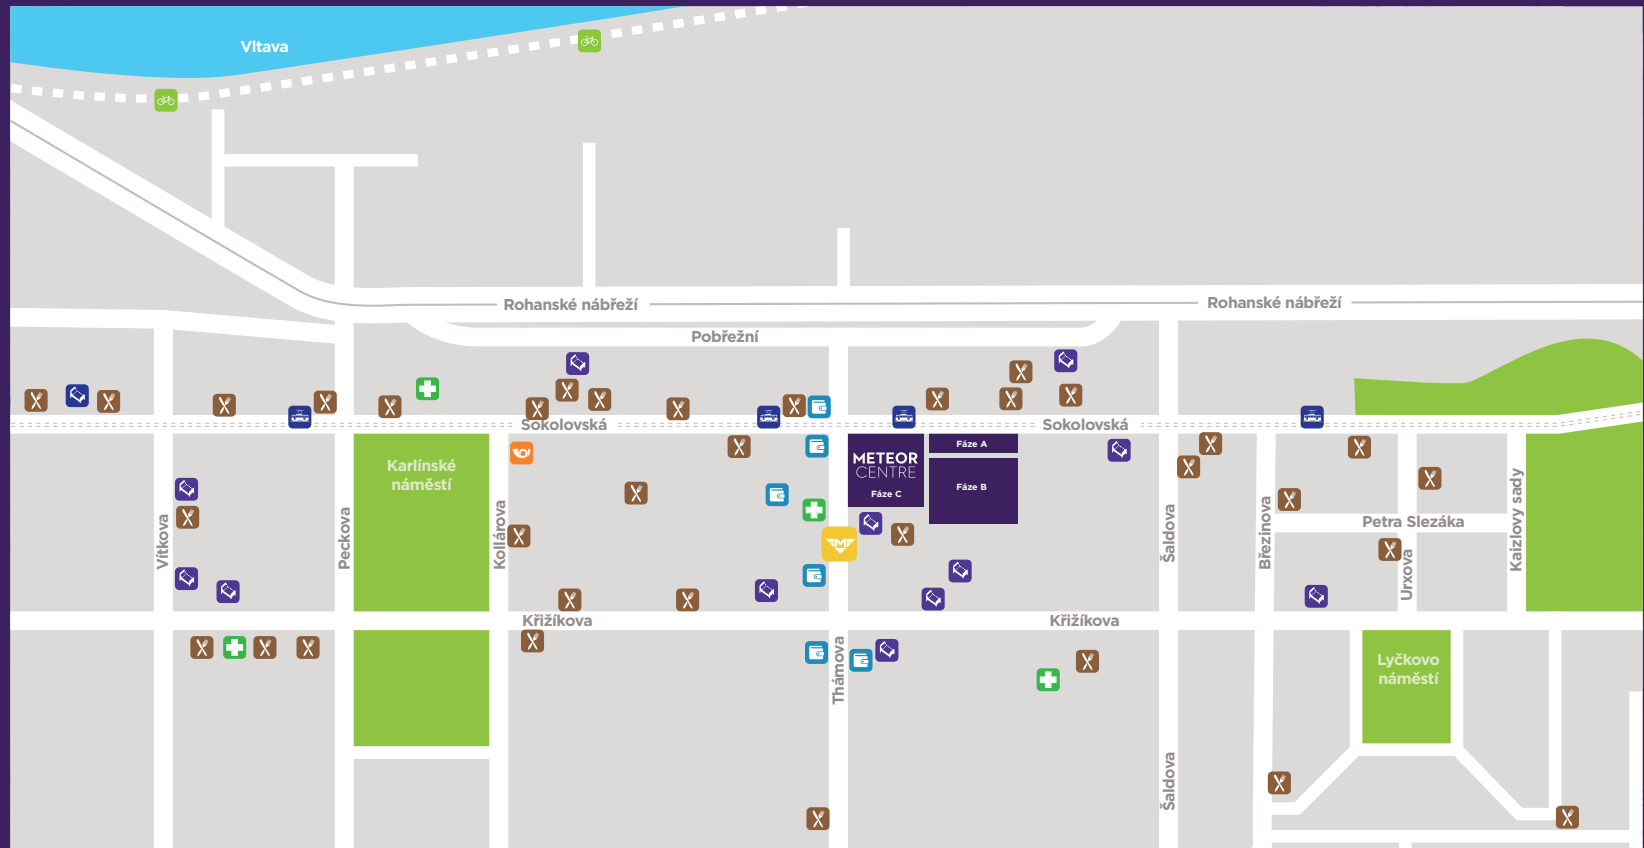 Vltava
Rohanské nábřeží
Rohanské nábřeží
Pobřežní
Sokolovská
Sokolovská
Karlínské
náměstí
METEOR
CENTRE
Fáze C
Fáze A
Fáze B
Vítkova
Peckova
Kollárova
Šaldova
Březinova
Petra Slezáka
Urxova
Kaizlovy sady
Křižíkova
Křižíkova
Thámova
Lyčkovo
náměstí
Šaldova
M